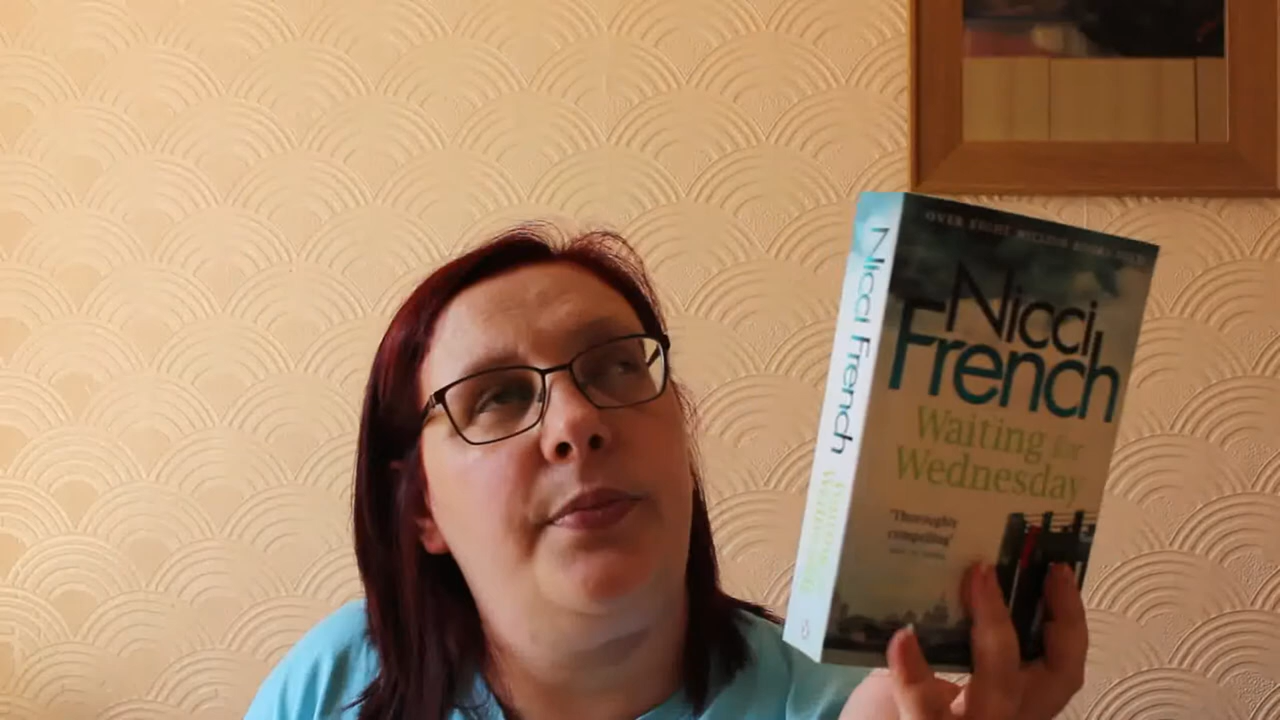 OVER EIGHT MILLION BOOKS SOLD
Nicci
French
Waiting for
Wednesday
'Thoroughly
compelling'
Nicci French